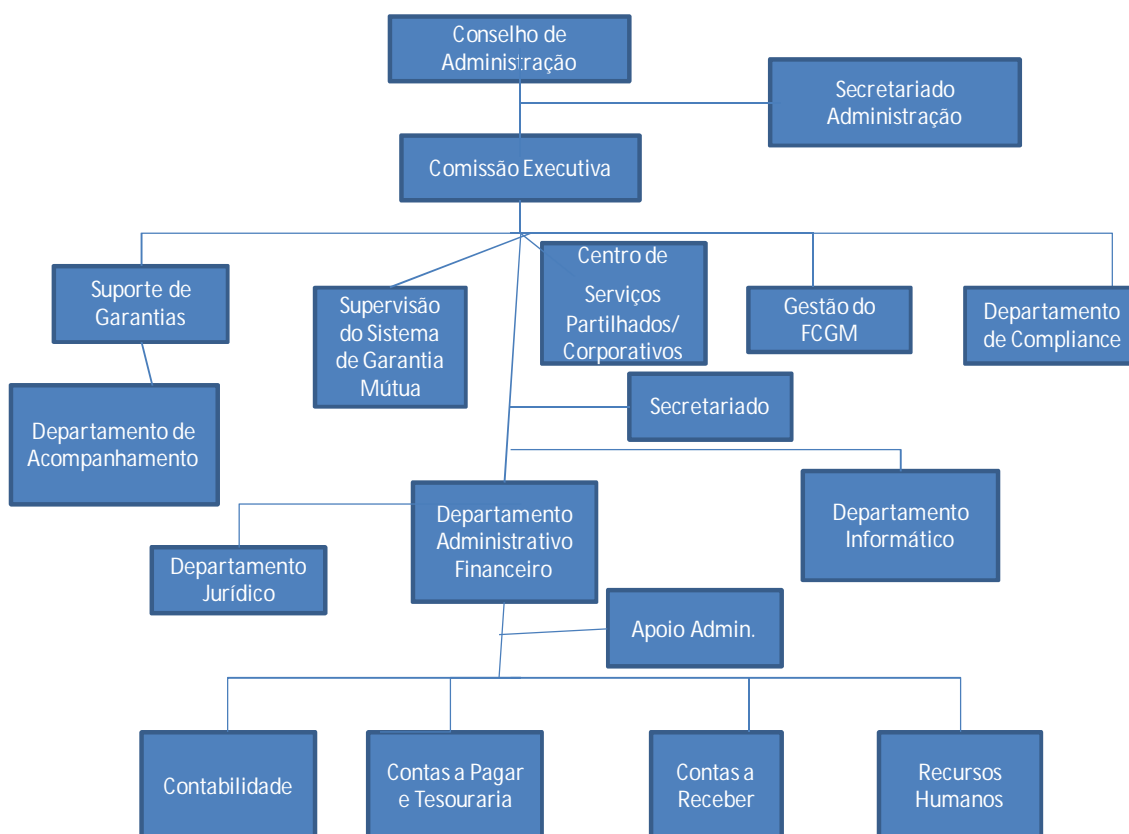 Conselho de
Administração
Secretariado
Administração
Comissão Executiva
Suporte de
Garantias
Supervisão
do Sistema
de Garantia
Mútua
Centro de
Serviços
Partilhados/
Corporativos
Gestão do
FCGM
Departamento
de Compliance
Departamento de
Acompanhamento
Secretariado
Departamento
Jurídico
Departamento
Administrativo
Financeiro
Departamento
Informático
Apoio Admin.
Contabilidade
Contas a Pagar
e Tesouraria
Contas a
Receber
Recursos
Humanos